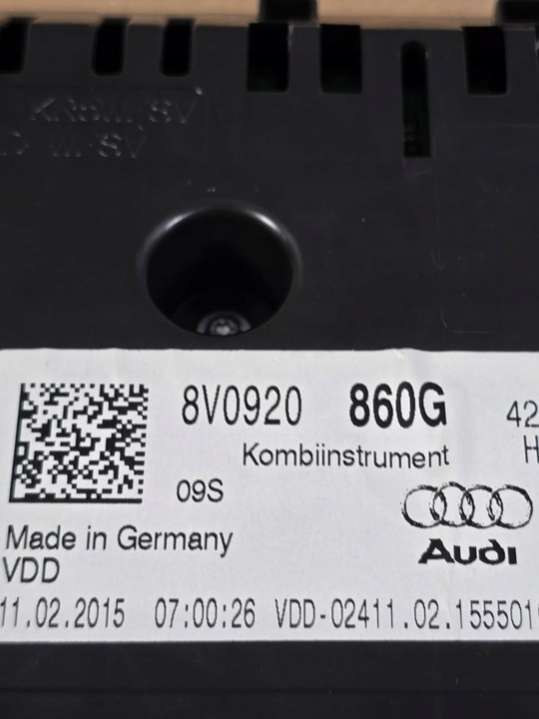 8V0920 860G 42
Kombiinstrument H
09S
Audi
Made in Germany
VDD
11.02.2015 07:00:26 VDD-02411.02.155501